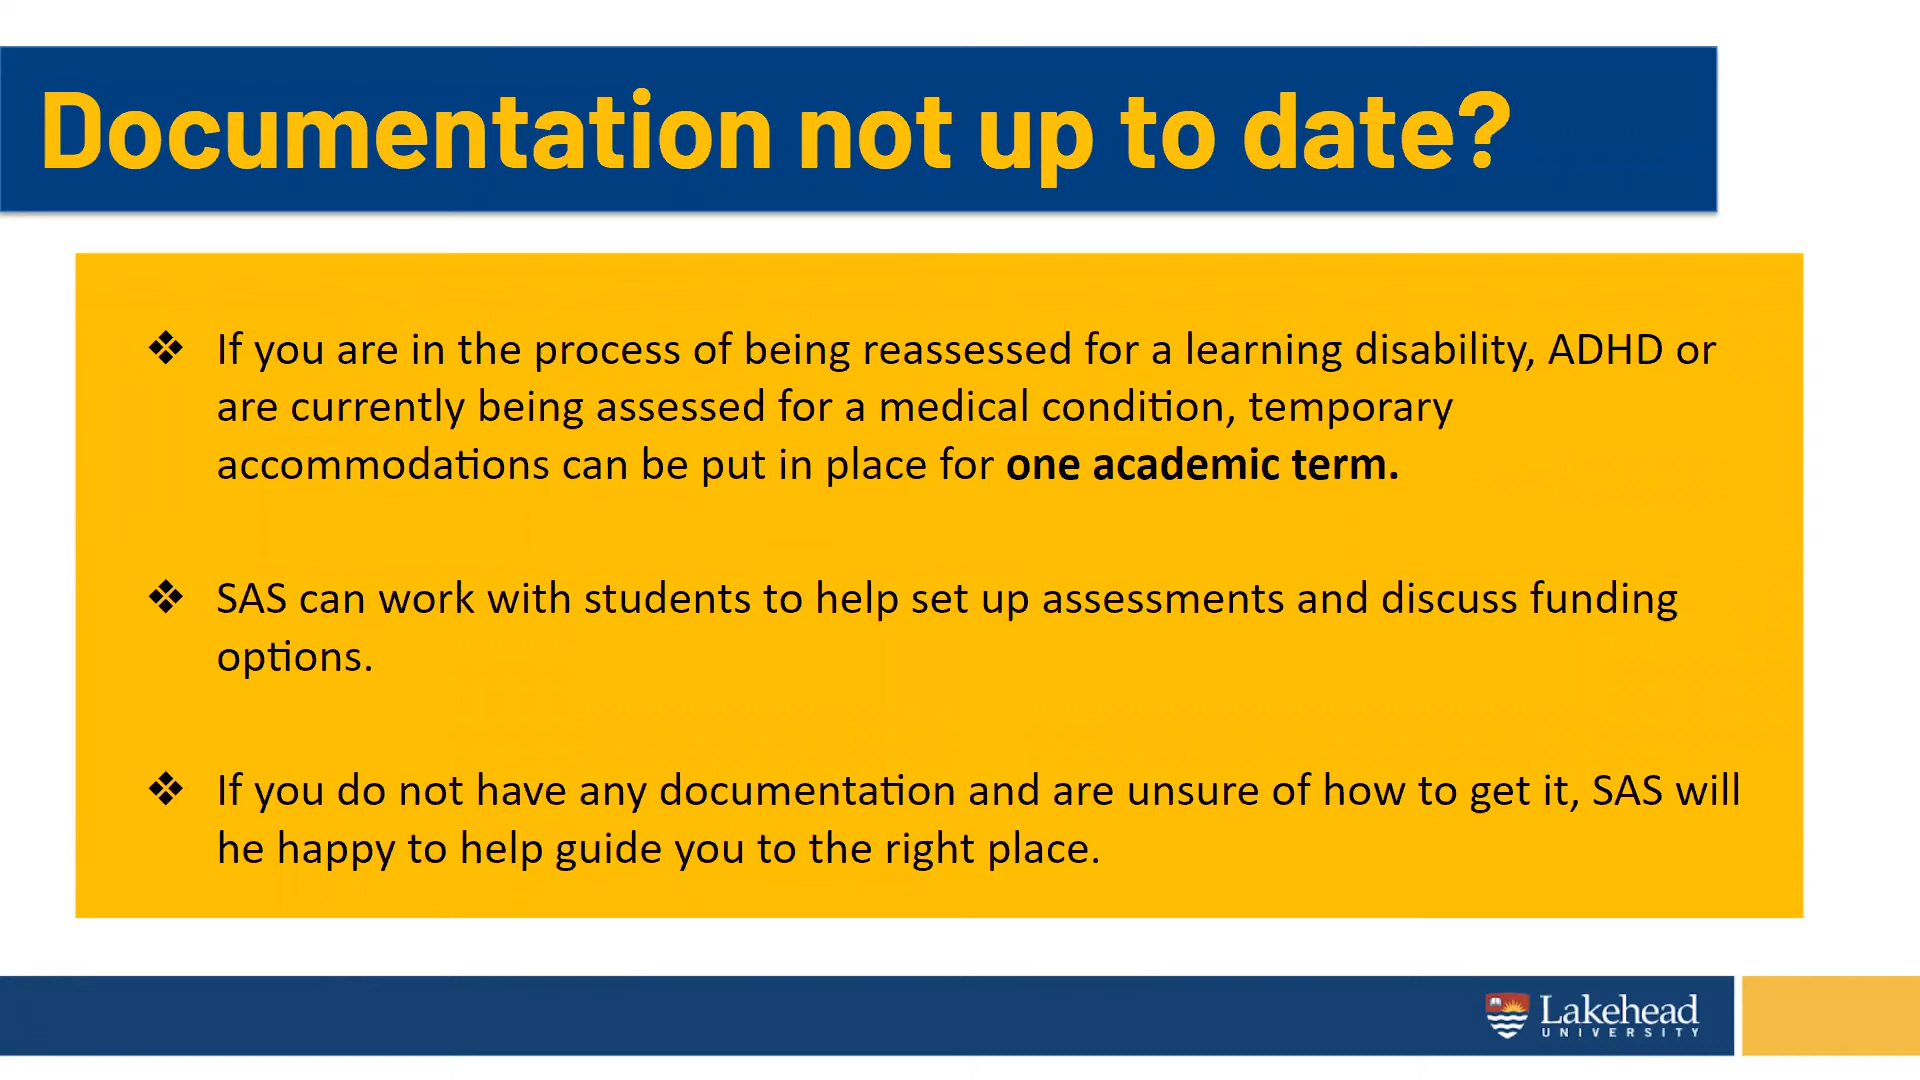 Documentation not up to date?
❖ If you are in the process of being reassessed for a learning disability, ADHD or
are currently being assessed for a medical condition, temporary
accommodations can be put in place for one academic term.
❖ SAS can work with students to help set up assessments and discuss funding
options.
❖ If you do not have any documentation and are unsure of how to get it, SAS will
he happy to help guide you to the right place.
Lakehead
UNIVERSITY